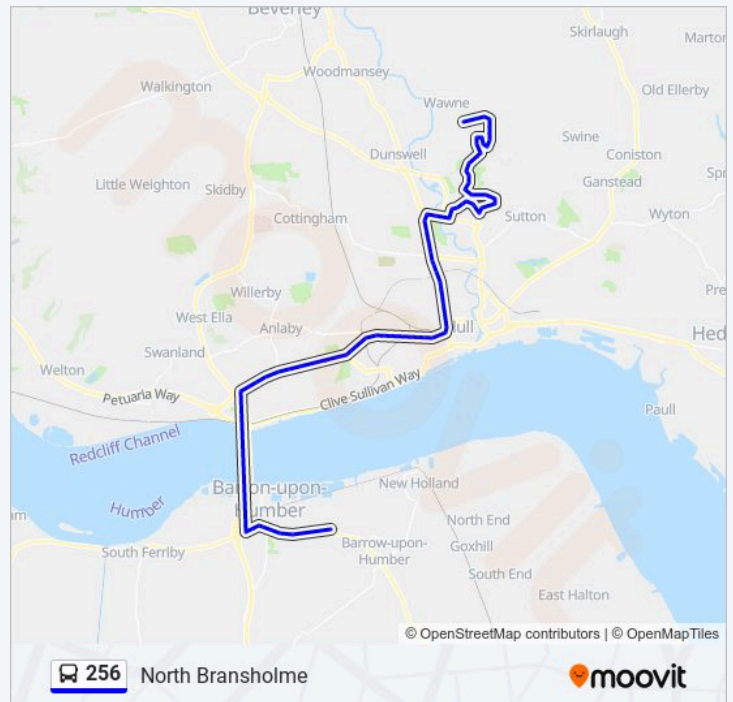 Beverley
Skirlaugh
Marton
Woodmansey
Walkington
Wawne
Old Ellerby
Dunswell
Swine
Coniston
Little Weighton
Skidby
Ganstead
Cottingham
Sutton
Wyton
Willerby
West Ella
Anlaby
Hull
Swanland
Welton
Petuaria Way
Clive Sullivan Way
Paull
Redcliff Channel
Humber
Barton-upon-
Humber
New Holland
South Ferriby
Barrow-upon-
Humber
North End
Goxhill
South End
East Halton
© OpenStreetMap contributors | © OpenMapTiles
256 North Bransholme
moovit